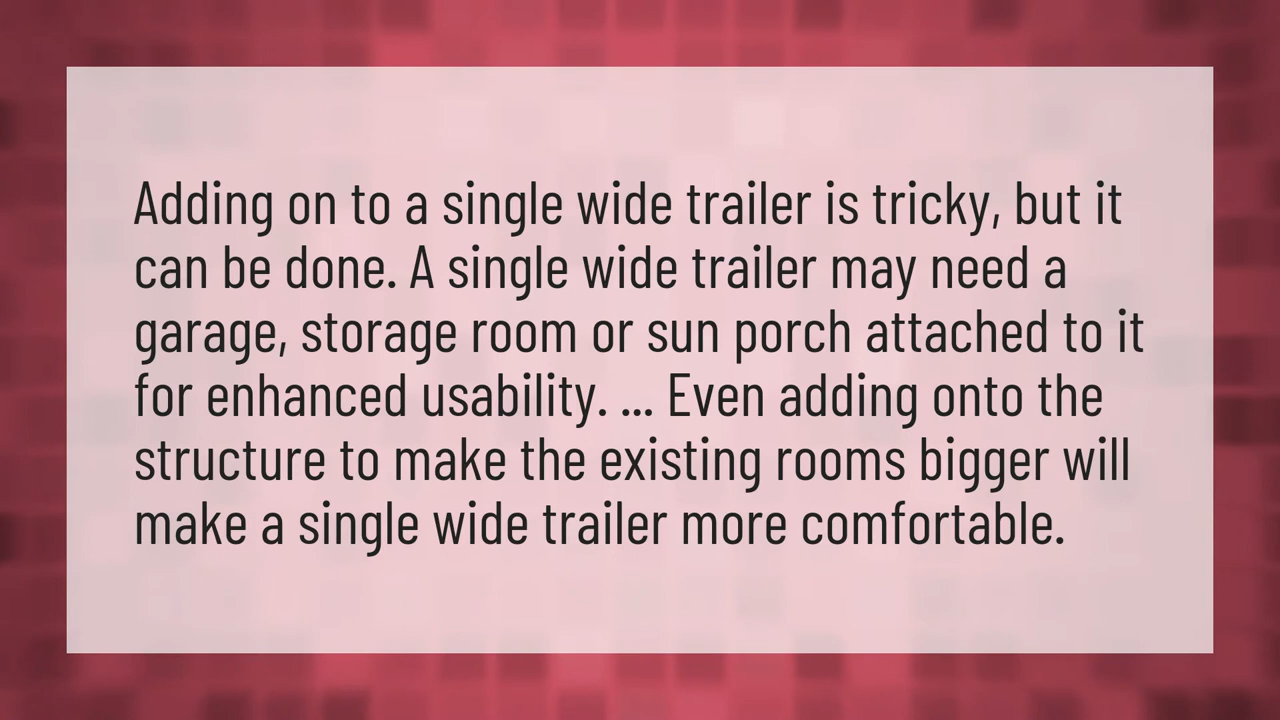 Adding on to a single wide trailer is tricky, but it
can be done. A single wide trailer may need a
garage, storage room or sun porch attached to it
for enhanced usability. ... Even adding onto the
structure to make the existing rooms bigger will
make a single wide trailer more comfortable.